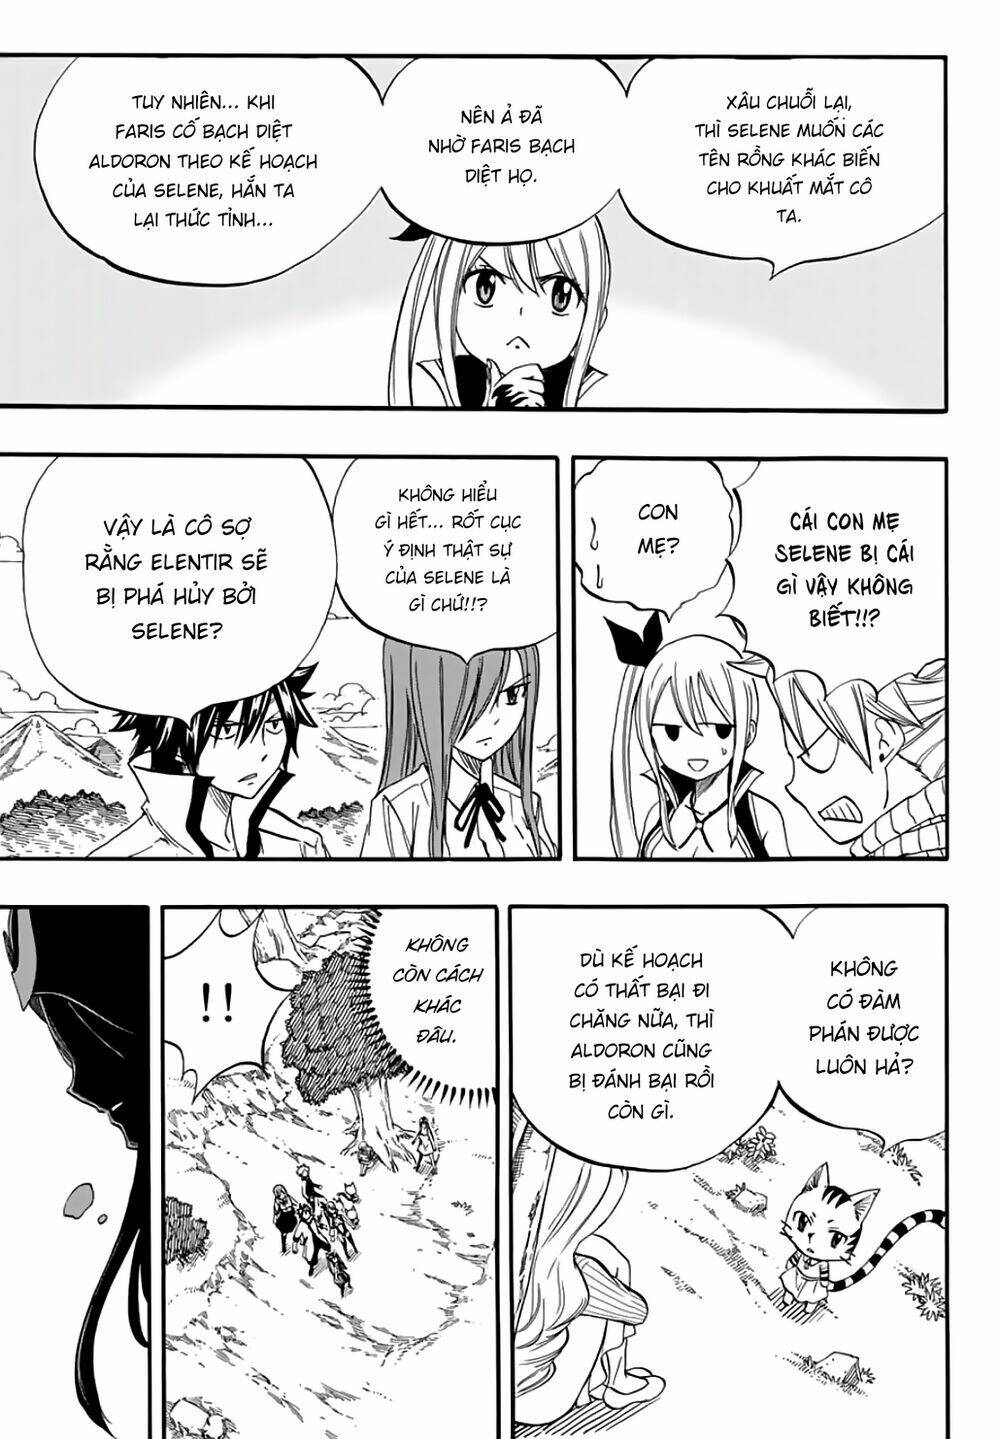 XÂU CHUỖI LẠI,
THÌ SELENE MUỐN CÁC
TÊN RỒNG KHÁC BIẾN
CHO KHUẤT MẮT CÔ
TA.
NÊN Ả ĐÃ
NHỜ FARIS BẠCH
DIỆT HỌ.
TUY NHIÊN... KHI
FARIS CỐ BẠCH DIỆT
ALDORON THEO KẾ HOẠCH
CỦA SELENE, HẮN TA
LẠI THỨC TỈNH...
CÁI CON MẸ
SELENE BỊ CÁI
GÌ VẬY KHÔNG
BIẾT!!?
CON
MẸ?
KHÔNG HIỂU
GÌ HẾT... RỐT CỤC
Ý ĐỊNH THẬT SỰ
CỦA SELENE LÀ
GÌ CHỨ!!?
VẬY LÀ CÔ SỢ
RẰNG ELENTIR SẼ
BỊ PHÁ HỦY BỞI
SELENE?
KHÔNG
CÓ ĐÀM
PHÁN ĐƯỢC
LUÔN HẢ?
DÙ KẾ HOẠCH
CÓ THẤT BẠI ĐI
CHĂNG NỮA, THÌ
ALDORON CŨNG
BỊ ĐÁNH BẠI RỒI
CÒN GÌ.
KHÔNG
CÒN CÁCH
KHÁC
ĐÂU.
!!